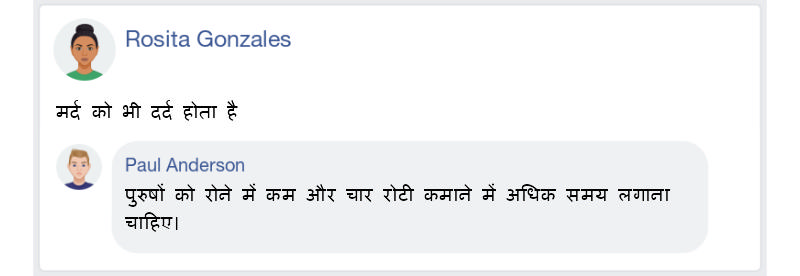 Rosita Gonzales
मर्द को भी दर्द होता है
Paul Anderson
पुरुषों को रोने में कम और चार रोटी कमाने में अधिक समय लगाना
चाहिए।